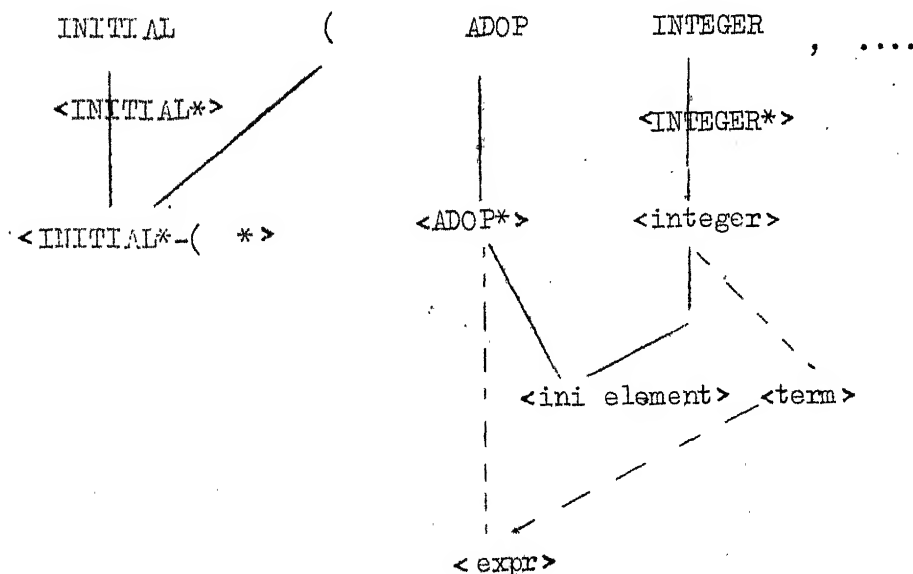 INITIAL ( ADOP INTEGER , ....
<INITIAL*> <INTEGER*>
<INITIAL*-( *> <ADOP*> <integer>
<ini element> <term>
<expr>